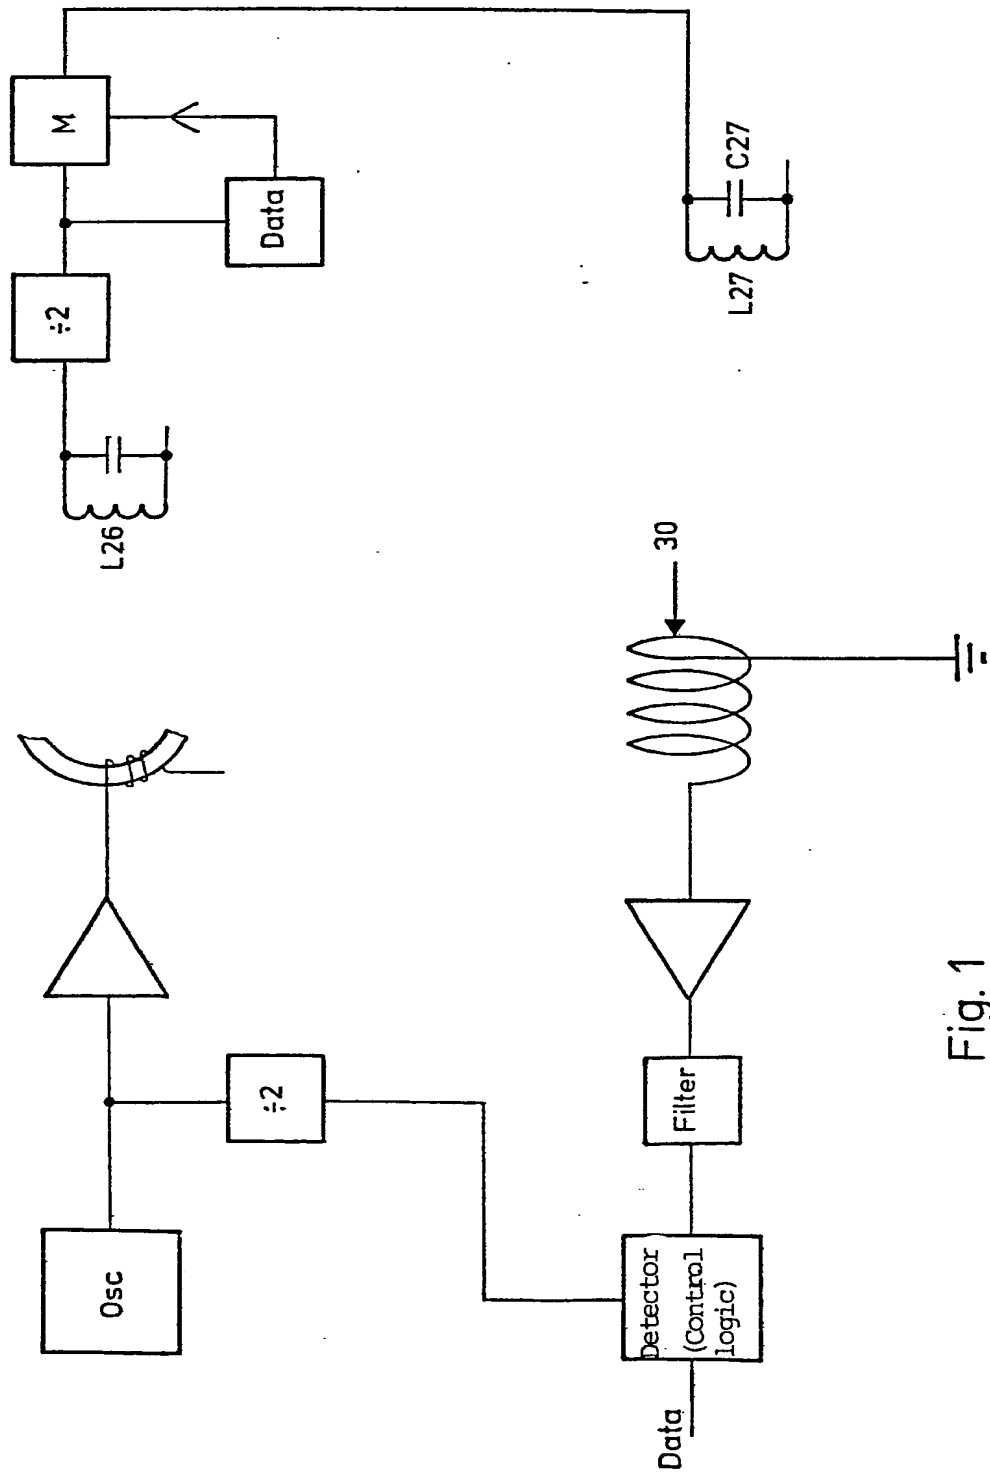 Osc
÷2
L26
÷2
M
Data
Data
Detector
(Control
logic)
Filter
30
L27
C27
Fig. 1